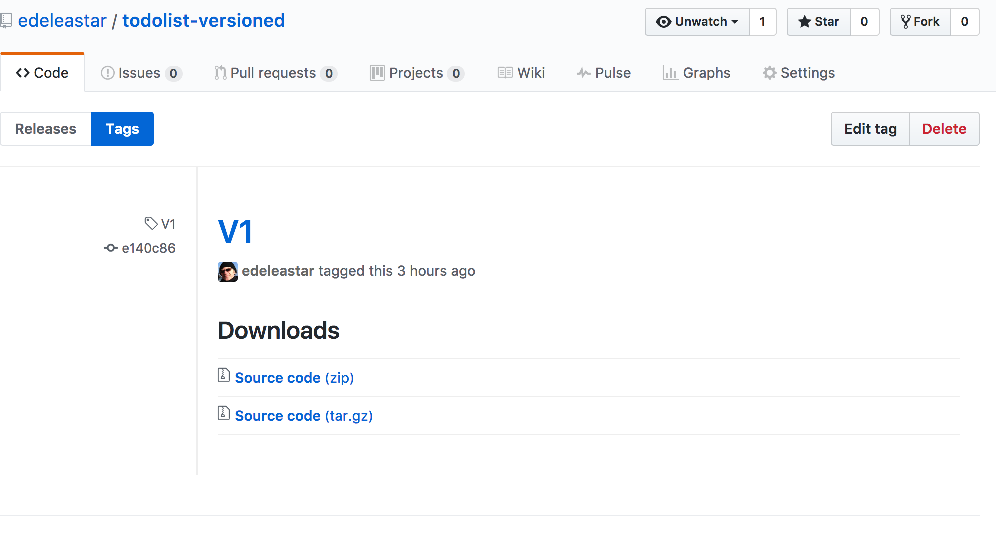 edeleastar / todolist-versioned
Unwatch 1 Star 0 Fork 0
Code Issues 0 Pull requests 0 Projects 0 Wiki Pulse Graphs Settings
Releases Tags Edit tag Delete
V1
e140c86
V1
edeleastar tagged this 3 hours ago
Downloads
Source code (zip)
Source code (tar.gz)